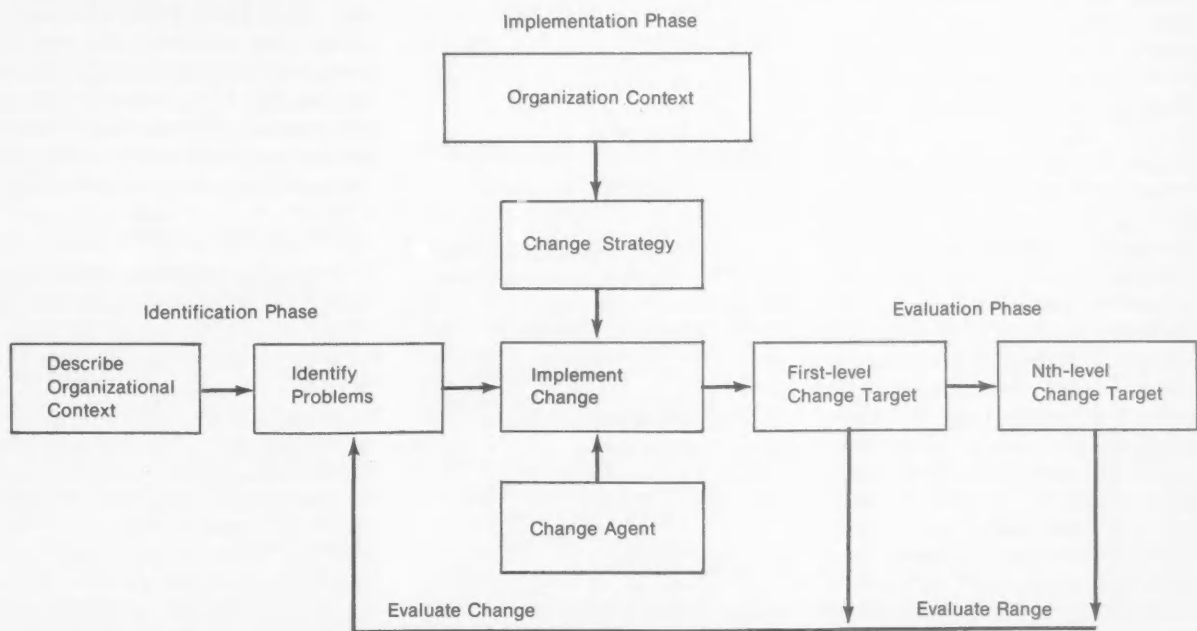 Implementation Phase
Organization Context
Change Strategy
Identification Phase
Evaluation Phase
Describe
Organizational
Context
Identify
Problems
Implement
Change
First-level
Change Target
Nth-level
Change Target
Change Agent
Evaluate Change
Evaluate Range